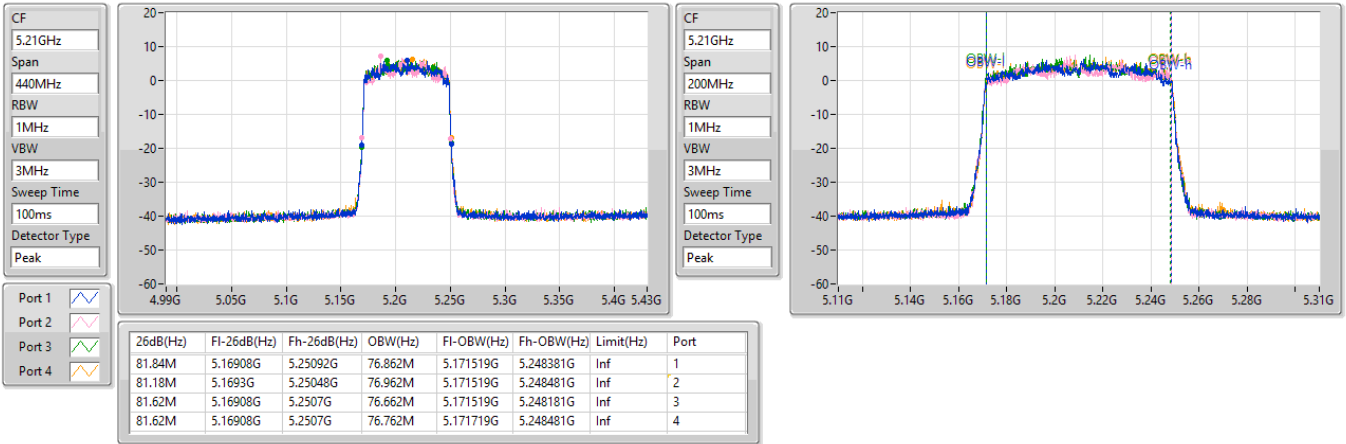 CF
5.21GHz
Span
440MHz
RBW
1MHz
VBW
3MHz
Sweep Time
100ms
Detector Type
Peak
20
10
0
-10
-20
-30
-40
-50
-60
4.99G 5.05G 5.1G 5.15G 5.2G 5.25G 5.3G 5.35G 5.4G 5.43G
CF
5.21GHz
Span
200MHz
RBW
1MHz
VBW
3MHz
Sweep Time
100ms
Detector Type
Peak
20
10
0
-10
-20
-30
-40
-50
-60
OBW-l OBW-h
5.11G 5.14G 5.16G 5.18G 5.2G 5.22G 5.24G 5.26G 5.28G 5.31G
Port 1
Port 2
Port 3
Port 4
26dB(Hz) Fl-26dB(Hz) Fh-26dB(Hz) OBW(Hz) Fl-OBW(Hz) Fh-OBW(Hz) Limit(Hz) Port
81.84M 5.16908G 5.25092G 76.862M 5.171519G 5.248381G Inf 1
81.18M 5.1693G 5.25048G 76.962M 5.171519G 5.248481G Inf 2
81.62M 5.16908G 5.2507G 76.662M 5.171519G 5.248181G Inf 3
81.62M 5.16908G 5.2507G 76.762M 5.171719G 5.248481G Inf 4